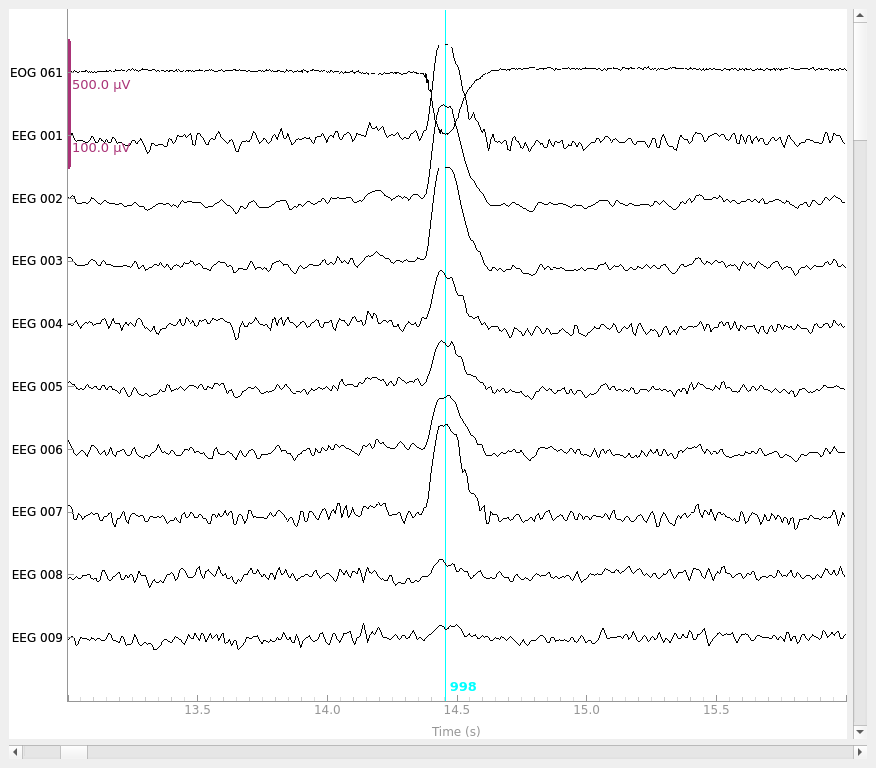 EOG 061
500.0 µV
EEG 001
100.0 µV
EEG 002
EEG 003
EEG 004
EEG 005
EEG 006
EEG 007
EEG 008
EEG 009
998
13.5 14.0 14.5 15.0 15.5
Time (s)